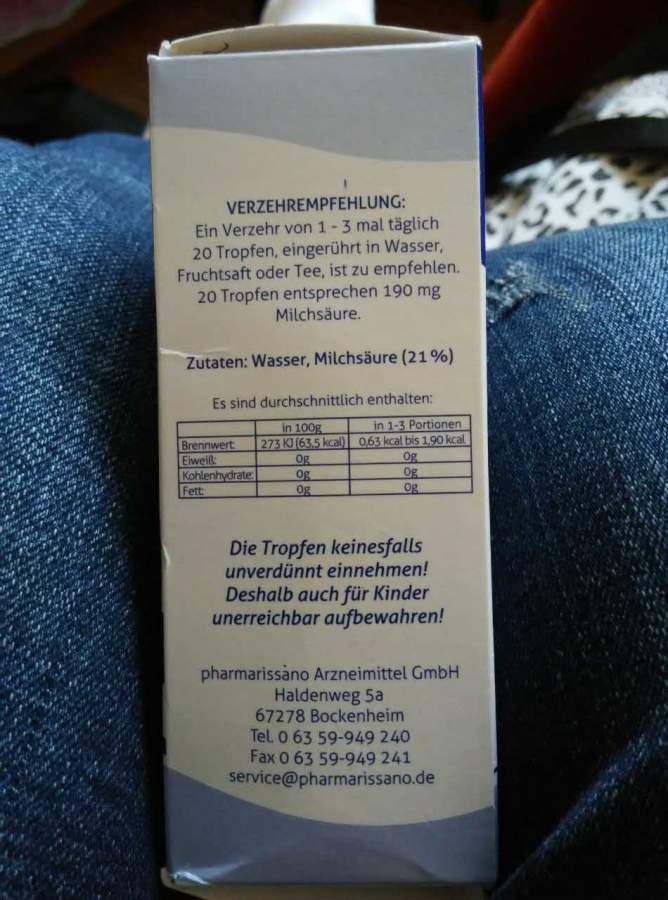 VERZEHREMPFEHLUNG:
Ein Verzehr von 1 - 3 mal täglich
20 Tropfen, eingerührt in Wasser,
Fruchtsaft oder Tee, ist zu empfehlen.
20 Tropfen entsprechen 190 mg
Milchsäure.
Zutaten: Wasser, Milchsäure (21%)
Es sind durchschnittlich enthalten:
in 100g in 1-3 Portionen
Brennwert: 273 KJ (63,5 kcal) 0,63 kcal bis 1,90 kcal
Eiweiß: 0g 0g
Kohlenhydrate: 0g 0g
Fett: 0g 0g
Die Tropfen keinesfalls
unverdünnt einnehmen!
Deshalb auch für Kinder
unerreichbar aufbewahren!
pharmarissano Arzneimittel GmbH
Haldenweg 5a
67278 Bockenheim
Tel. 0 63 59-949 240
Fax 0 63 59-949 241
service@pharmarissano.de